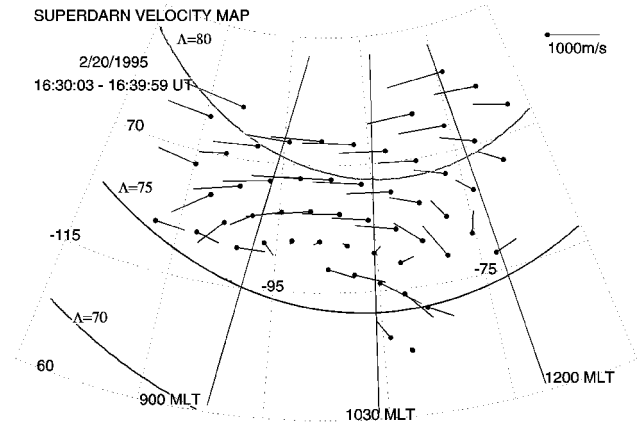 SUPERDARN VELOCITY MAP
Λ=80
2/20/1995
1000m/s
16:30:03 - 16:39:59 UT
70
Λ=75
-115
-75
-95
Λ=70
60
1200 MLT
900 MLT
1030 MLT